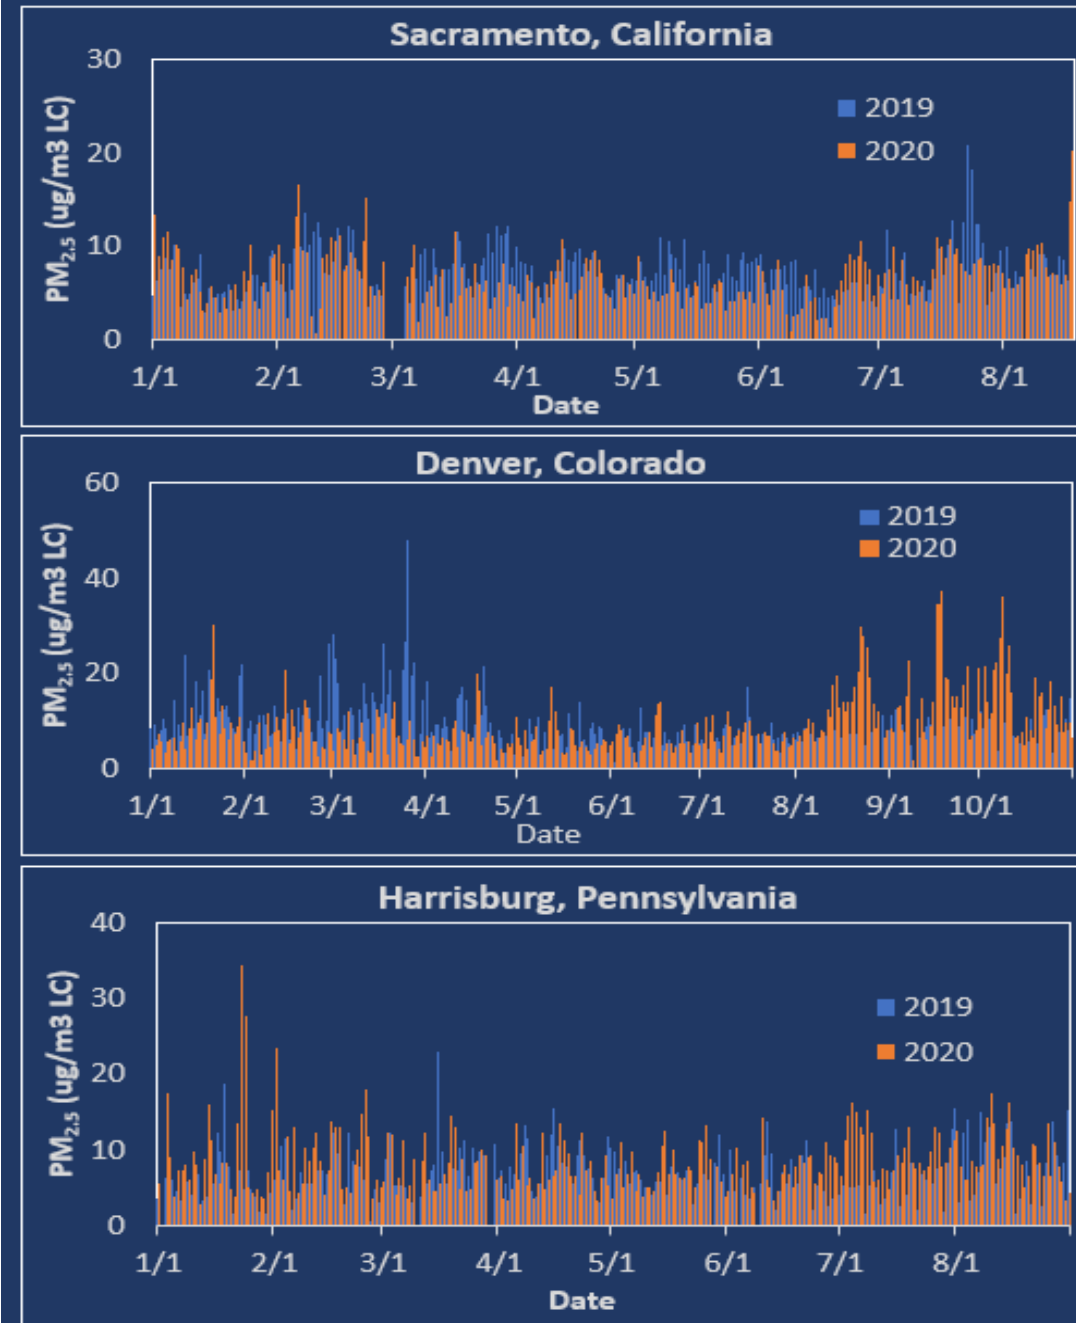 Sacramento, California
PM2.5 (ug/m3 LC)
30
20
10
0
2019
2020
1/1 2/1 3/1 4/1 5/1 6/1 7/1 8/1
Date
Denver, Colorado
PM2.5 (ug/m3 LC)
60
40
20
0
2019
2020
1/1 2/1 3/1 4/1 5/1 6/1 7/1 8/1 9/1 10/1
Date
Harrisburg, Pennsylvania
PM2.5 (ug/m3 LC)
40
30
20
10
0
2019
2020
1/1 2/1 3/1 4/1 5/1 6/1 7/1 8/1
Date